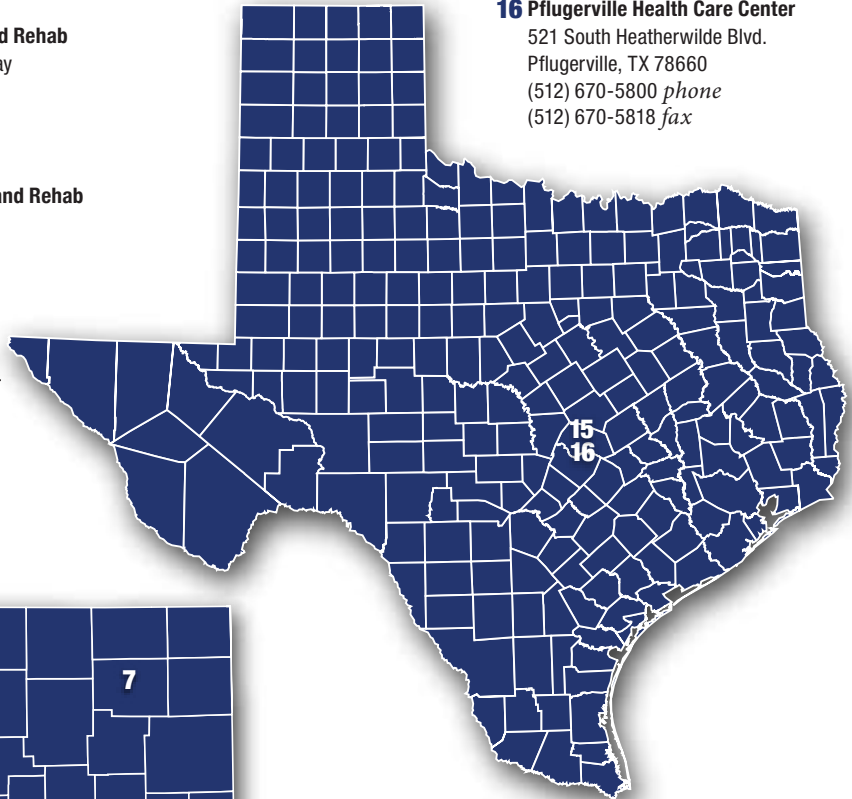 d Rehab
ay
and Rehab
16 Pflugerville Health Care Center
521 South Heatherwilde Blvd.
Pflugerville, TX 78660
(512) 670-5800 phone
(512) 670-5818 fax
15
16
7